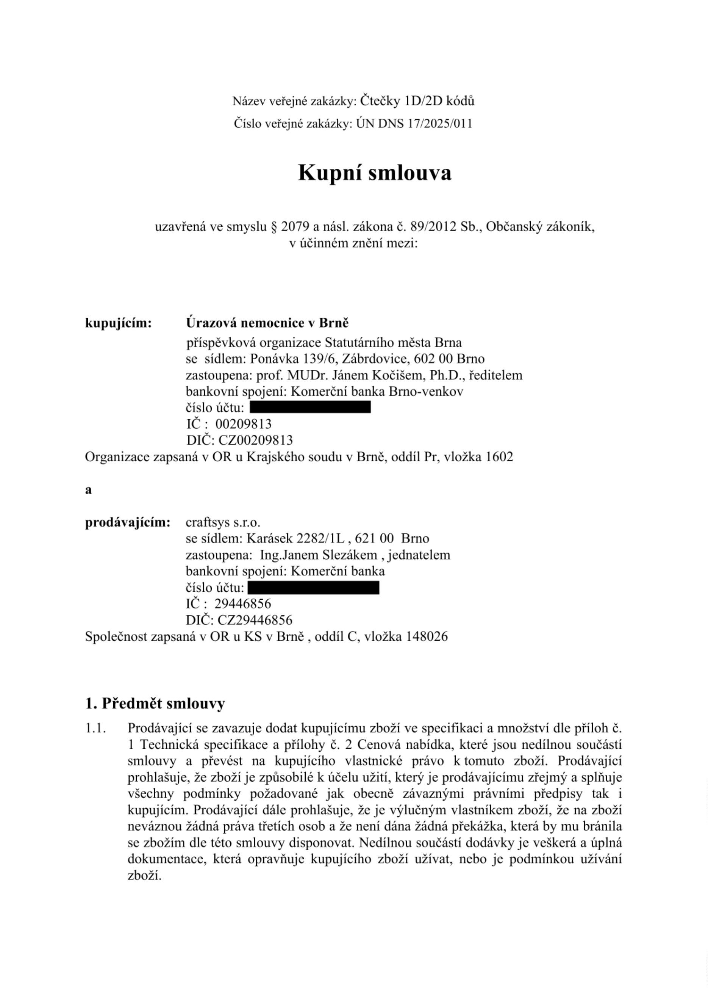 Název veřejné zakázky: Čtečky 1D/2D kódů
Číslo veřejné zakázky: ÚN DNS 17/2025/011
Kupní smlouva
uzavřená ve smyslu § 2079 a násl. zákona č. 89/2012 Sb., Občanský zákoník,
v účinném znění mezi:
kupujícím: Úrazová nemocnice v Brně
příspěvková organizace Statutárního města Brna
se sídlem: Ponávka 139/6, Zábrdovice, 602 00 Brno
zastoupena: prof. MUDr. Jánem Kočišem, Ph.D., ředitelem
bankovní spojení: Komerční banka Brno-venkov
číslo účtu:
IČ : 00209813
DIČ: CZ00209813
Organizace zapsaná v OR u Krajského soudu v Brně, oddíl Pr, vložka 1602
a
prodávajícím: craftsys s.r.o.
se sídlem: Karásek 2282/1L , 621 00 Brno
zastoupena: Ing.Janem Slezákem , jednatelem
bankovní spojení: Komerční banka
číslo účtu:
IČ : 29446856
DIČ: CZ29446856
Společnost zapsaná v OR u KS v Brně , oddíl C, vložka 148026
1. Předmět smlouvy
1.1. Prodávající se zavazuje dodat kupujícímu zboží ve specifikaci a množství dle příloh č.
1 Technická specifikace a přílohy č. 2 Cenová nabídka, které jsou nedílnou součástí
smlouvy a převést na kupujícího vlastnické právo k tomuto zboží. Prodávající
prohlašuje, že zboží je způsobilé k účelu užití, který je prodávajícímu zřejmý a splňuje
všechny podmínky požadované jak obecně závaznými právními předpisy tak i
kupujícím. Prodávající dále prohlašuje, že je výlučným vlastníkem zboží, že na zboží
neváznou žádná práva třetích osob a že není dána žádná překážka, která by mu bránila
se zbožím dle této smlouvy disponovat. Nedílnou součástí dodávky je veškerá a úplná
dokumentace, která opravňuje kupujícího zboží užívat, nebo je podmínkou užívání
zboží.